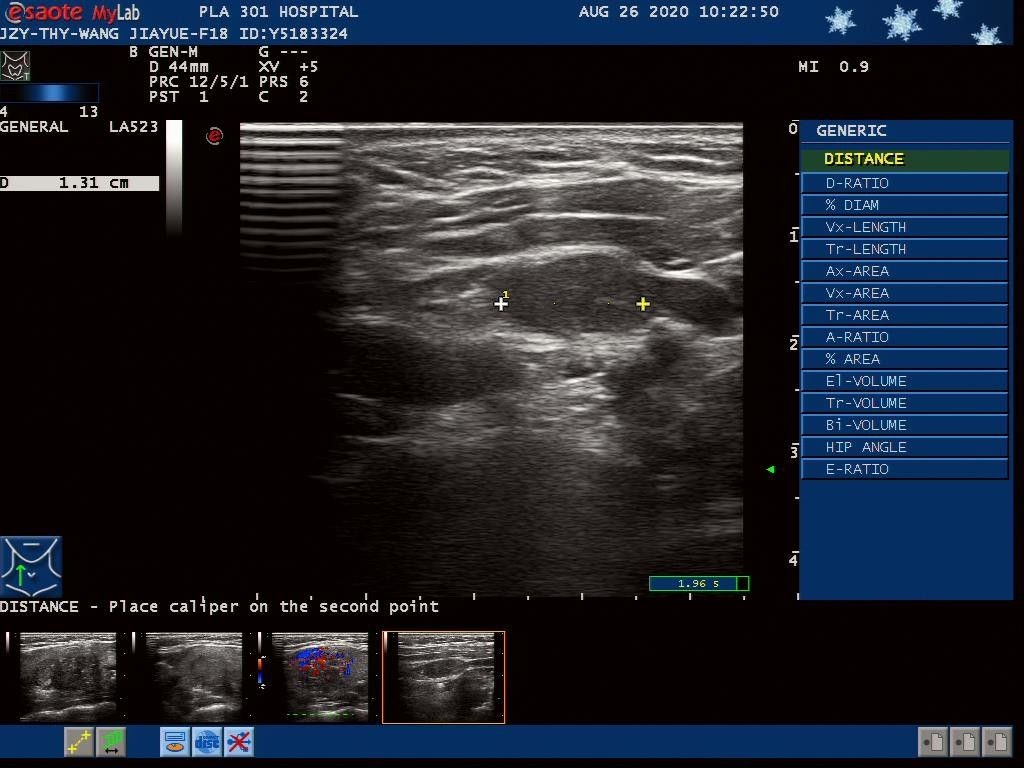 esaote MyLab PLA 301 HOSPITAL AUG 26 2020 10:22:50
JZY-THY-WANG JIAYUE-F18 ID:Y5183324
B GEN-M G ---
D 44mm XV +5
PRC 12/5/1 PRS 6
PST 1 C 2
MI 0.9
4 13
GENERAL LA523
D 1.31 cm
e
1
0
1
2
3
4
GENERIC
DISTANCE
D-RATIO
% DIAM
Vx-LENGTH
Tr-LENGTH
Ax-AREA
Vx-AREA
Tr-AREA
A-RATIO
% AREA
El-VOLUME
Tr-VOLUME
Bi-VOLUME
HIP ANGLE
E-RATIO
1.96 s
DISTANCE - Place caliper on the second point
disc